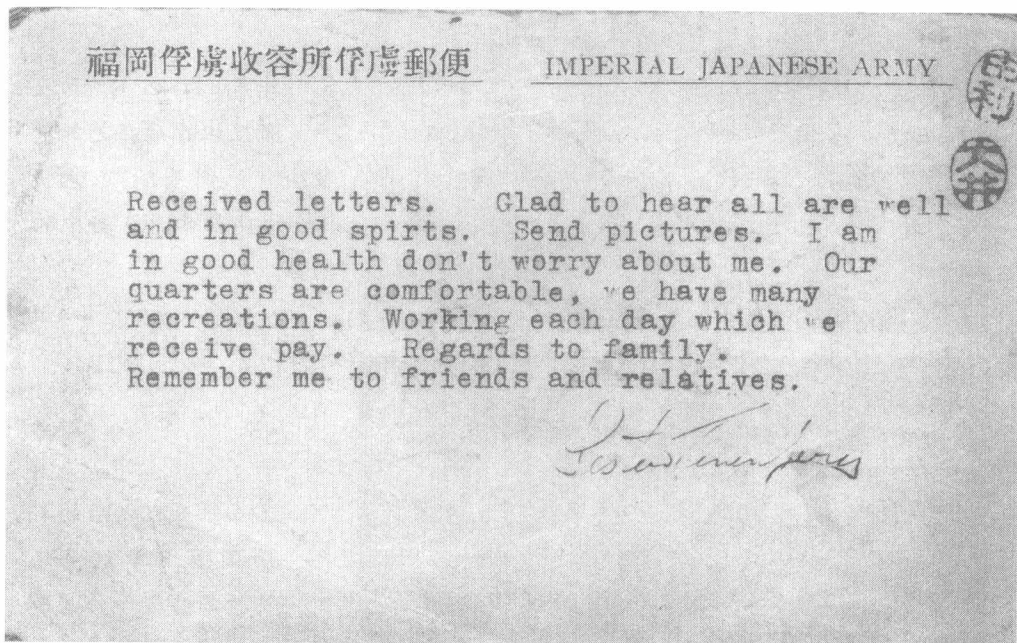 福岡俘虜収容所俘虜郵便 IMPERIAL JAPANESE ARMY
Received letters. Glad to hear all are well
and in good spirts. Send pictures. I am
in good health don't worry about me. Our
quarters are comfortable, we have many
recreations. Working each day which we
receive pay. Regards to family.
Remember me to friends and relatives.